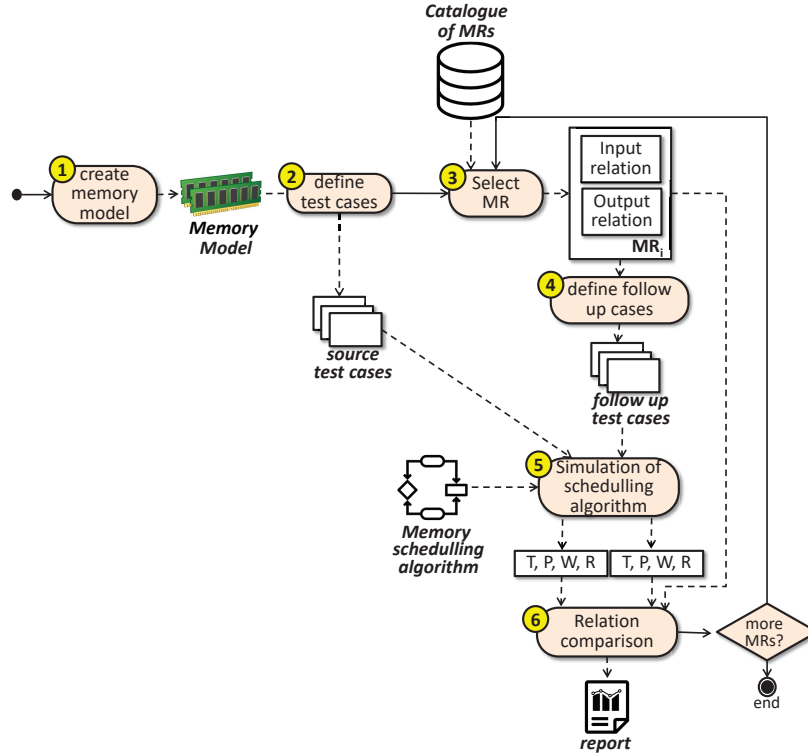 Catalogue
of MRs
1
create
memory
model
Memory
Model
2
define
test cases
3
Select
MR
Input
relation
Output
relation
MRi
4
define follow
up cases
source
test cases
follow up
test cases
5
Simulation of
schedulling
algorithm
Memory
schedulling
algorithm
T, P, W, R
T, P, W, R
6
Relation
comparison
more
MRs?
end
report